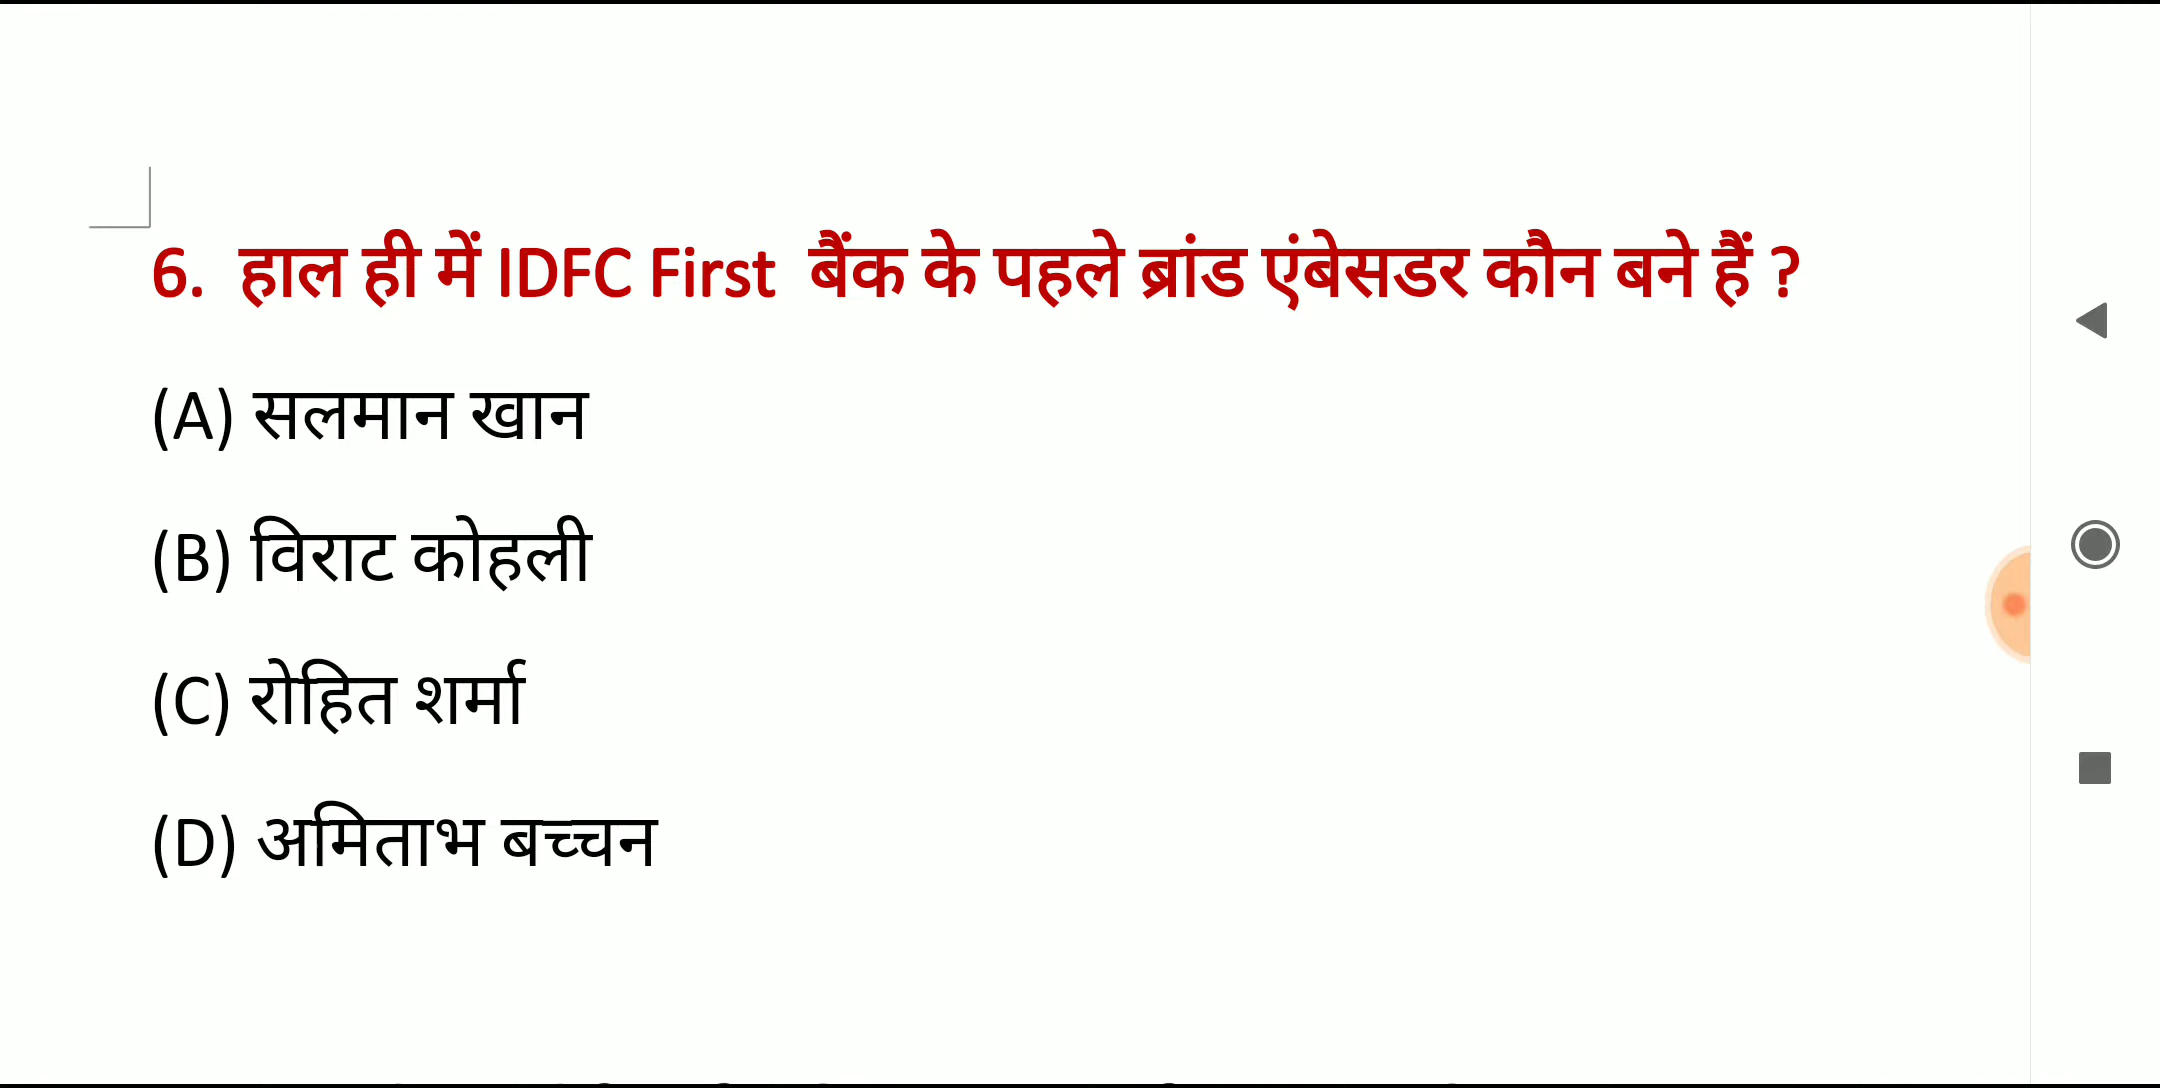 6. हाल ही में IDFC First बैंक के पहले ब्रांड एंबेसडर कौन बने हैं ?
(A) सलमान खान
(B) विराट कोहली
(C) रोहित शर्मा
(D) अमिताभ बच्चन